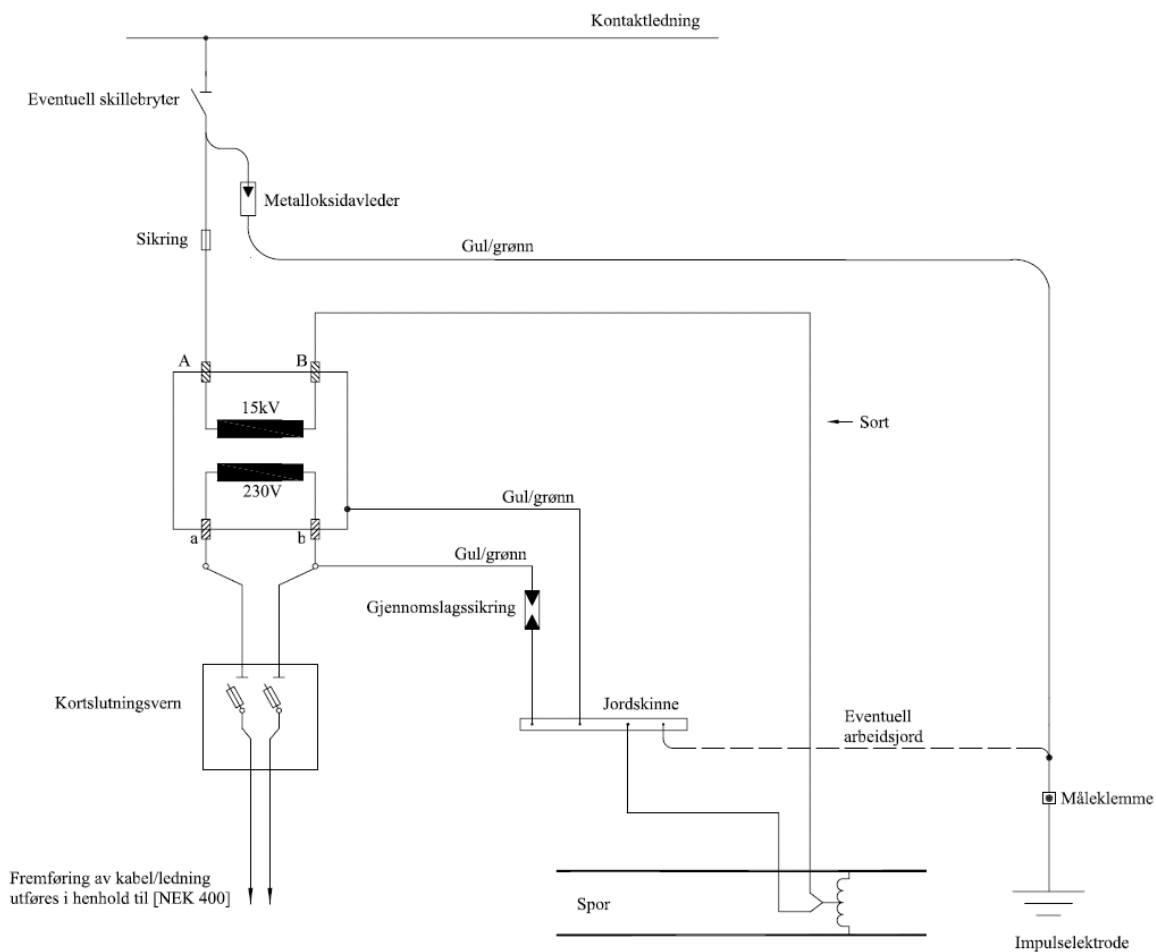 Kontaktledning
Eventuell skillebryter
Metalloksidavleder
Sikring
Gul/grønn
A
B
15kV
Sort
230V
Gul/grønn
a
b
Gul/grønn
Gjennomslagssikring
Kortslutningsvern
Jordskinne
Eventuell
arbeidsjord
Måleklemme
Fremføring av kabel/ledning
utføres i henhold til [NEK 400]
Spor
Impulselektrode